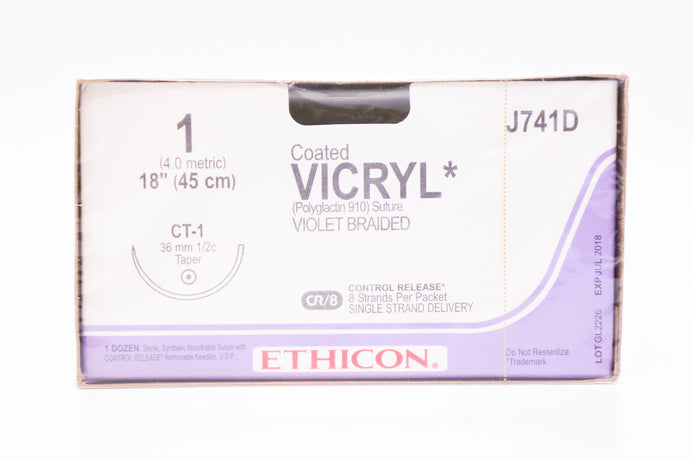 1
(4.0 metric)
18" (45 cm)
CT-1
36 mm 1/2c
Taper
Coated
VICRYL*
(Polyglactin 910) Suture
VIOLET BRAIDED
CR/8
CONTROL RELEASE*
8 Strands Per Packet
SINGLE STRAND DELIVERY
J741D
LOT GL2226 EXP JUL 2018
1 DOZEN Sterile, Synthetic Absorbable Suture with
CONTROL RELEASE* Removable Needles, U.S.P.
ETHICON*
Do Not Resterilize.
*Trademark